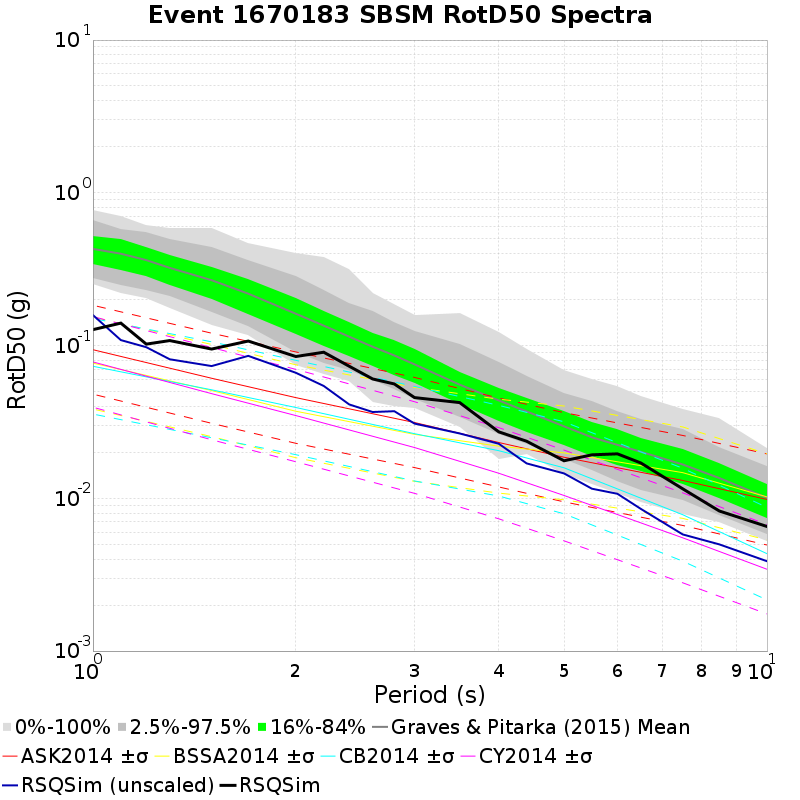 Event 1670183 SBSM RotD50 Spectra
10^1
10^0
10^-1
10^-2
10^-3
RotD50 (g)
10^0 2 3 4 5 6 7 8 9 10^1
Period (s)
0%-100% 2.5%-97.5% 16%-84% Graves & Pitarka (2015) Mean
ASK2014 ±σ BSSA2014 ±σ CB2014 ±σ CY2014 ±σ
RSQSim (unscaled) RSQSim